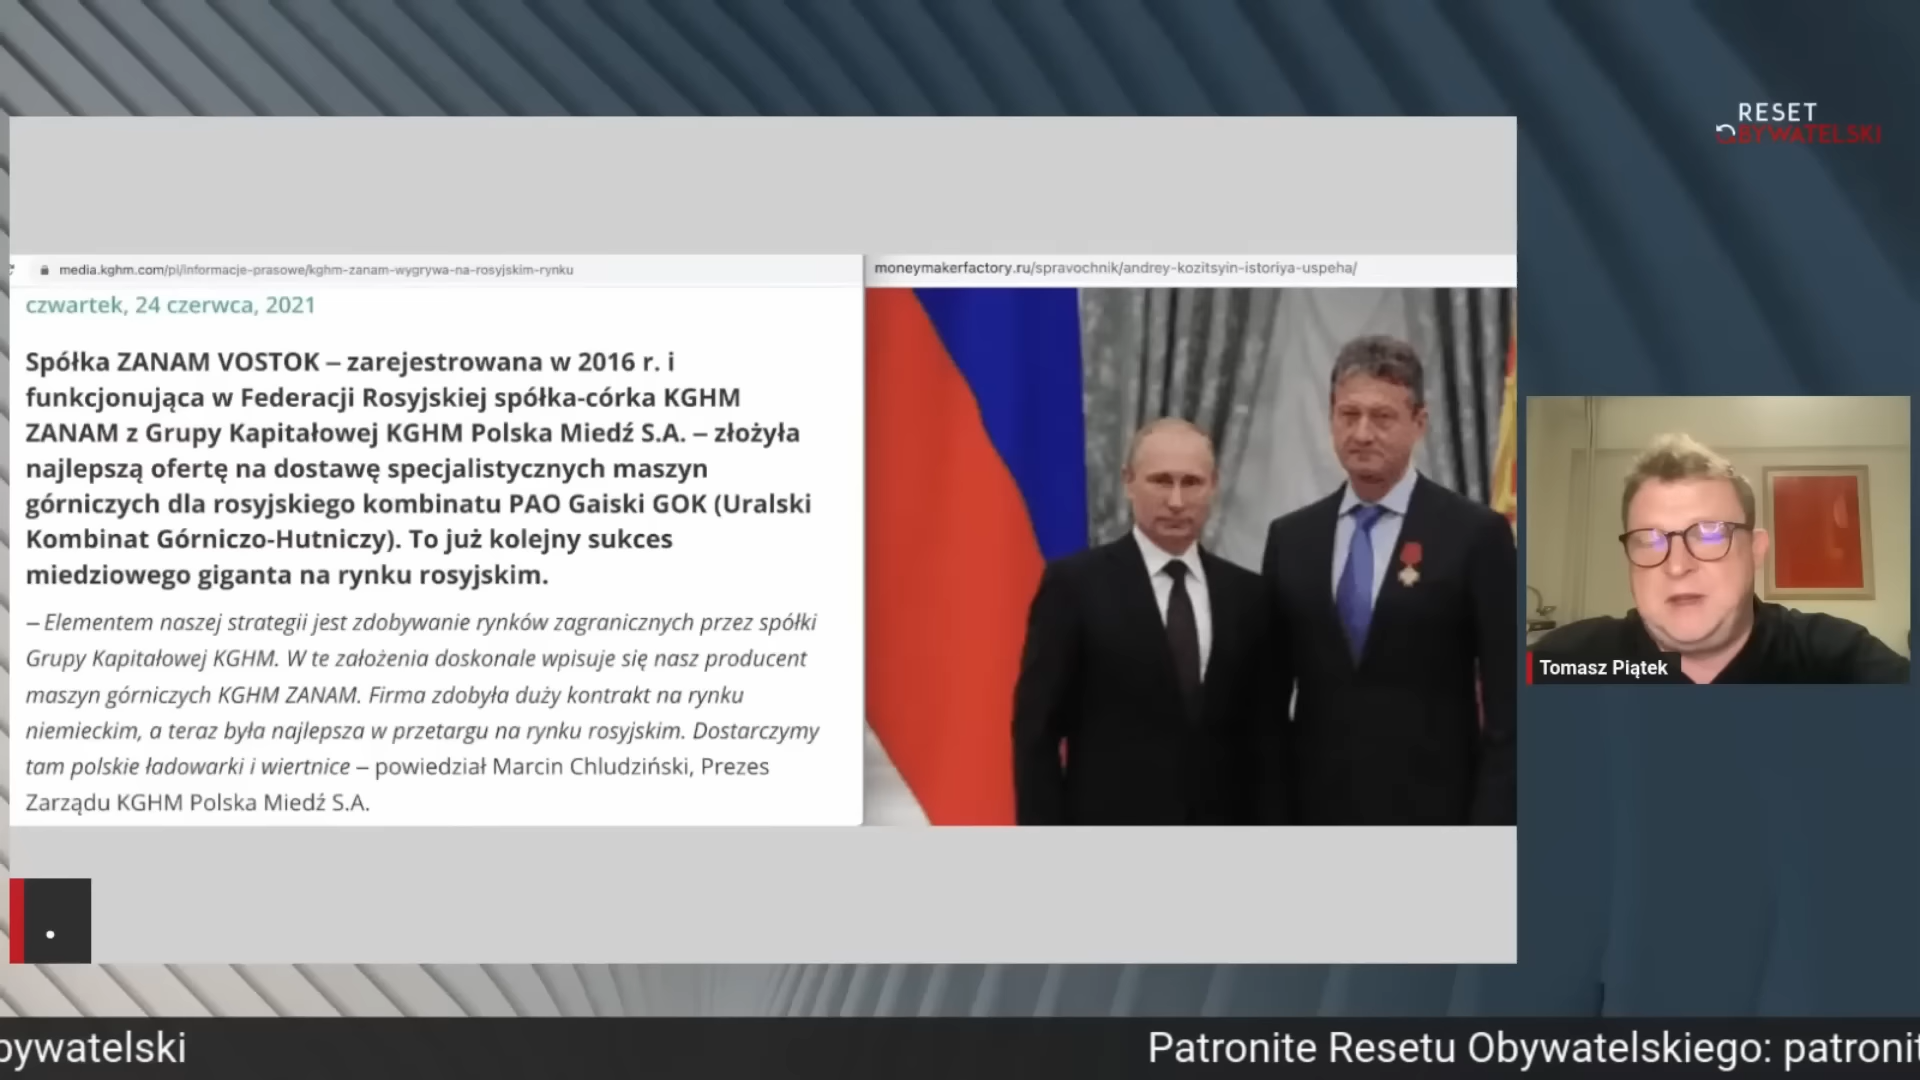 RESET
OBYWATELSKI
media.kghm.com/pl/informacje-prasowe/kghm-zanam-wygrywa-na-rosyjskim-rynku
moneymakerfactory.ru/spravochnik/andrey-kozitsyin-istoriya-uspeha/
czwartek, 24 czerwca, 2021
Spółka ZANAM VOSTOK – zarejestrowana w 2016 r. i
funkcjonująca w Federacji Rosyjskiej spółka-córka KGHM
ZANAM z Grupy Kapitałowej KGHM Polska Miedź S.A. – złożyła
najlepszą ofertę na dostawę specjalistycznych maszyn
górniczych dla rosyjskiego kombinatu PAO Gaiski GOK (Uralski
Kombinat Górniczo-Hutniczy). To już kolejny sukces
miedziowego giganta na rynku rosyjskim.
– Elementem naszej strategii jest zdobywanie rynków zagranicznych przez spółki
Grupy Kapitałowej KGHM. W te założenia doskonale wpisuje się nasz producent
maszyn górniczych KGHM ZANAM. Firma zdobyła duży kontrakt na rynku
niemieckim, a teraz była najlepsza w przetargu na rynku rosyjskim. Dostarczymy
tam polskie ładowarki i wiertnice – powiedział Marcin Chludziński, Prezes
Zarządu KGHM Polska Miedź S.A.
Tomasz Piątek
.
bywatelski
Patronite Resetu Obywatelskiego: patronit